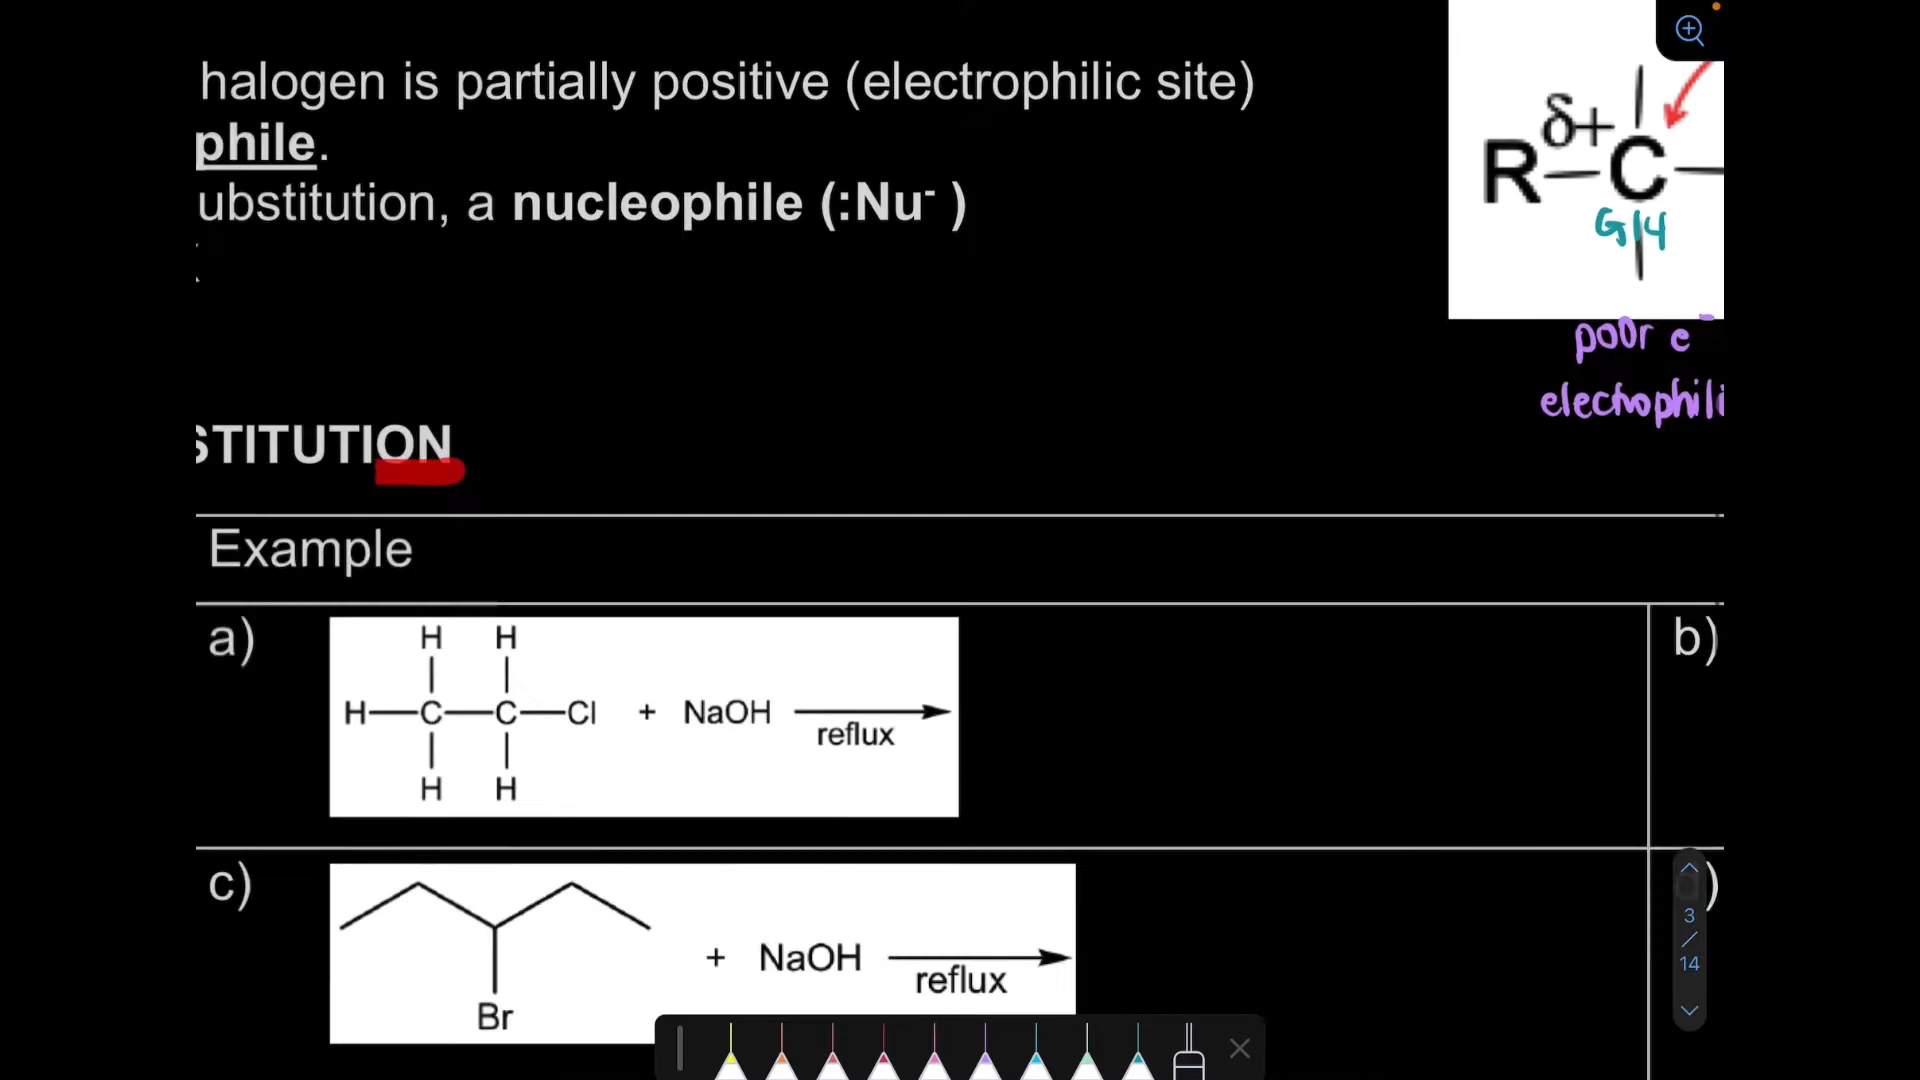 halogen is partially positive (electrophilic site)
phile.
ubstitution, a nucleophile (:Nu⁻ )
δ+
R—C—
G14
poor e⁻
STITUTION
Example
a)
H H
H—C—C—Cl + NaOH
reflux
H H
b)
c)
+ NaOH
reflux
Br
)
3
/
14